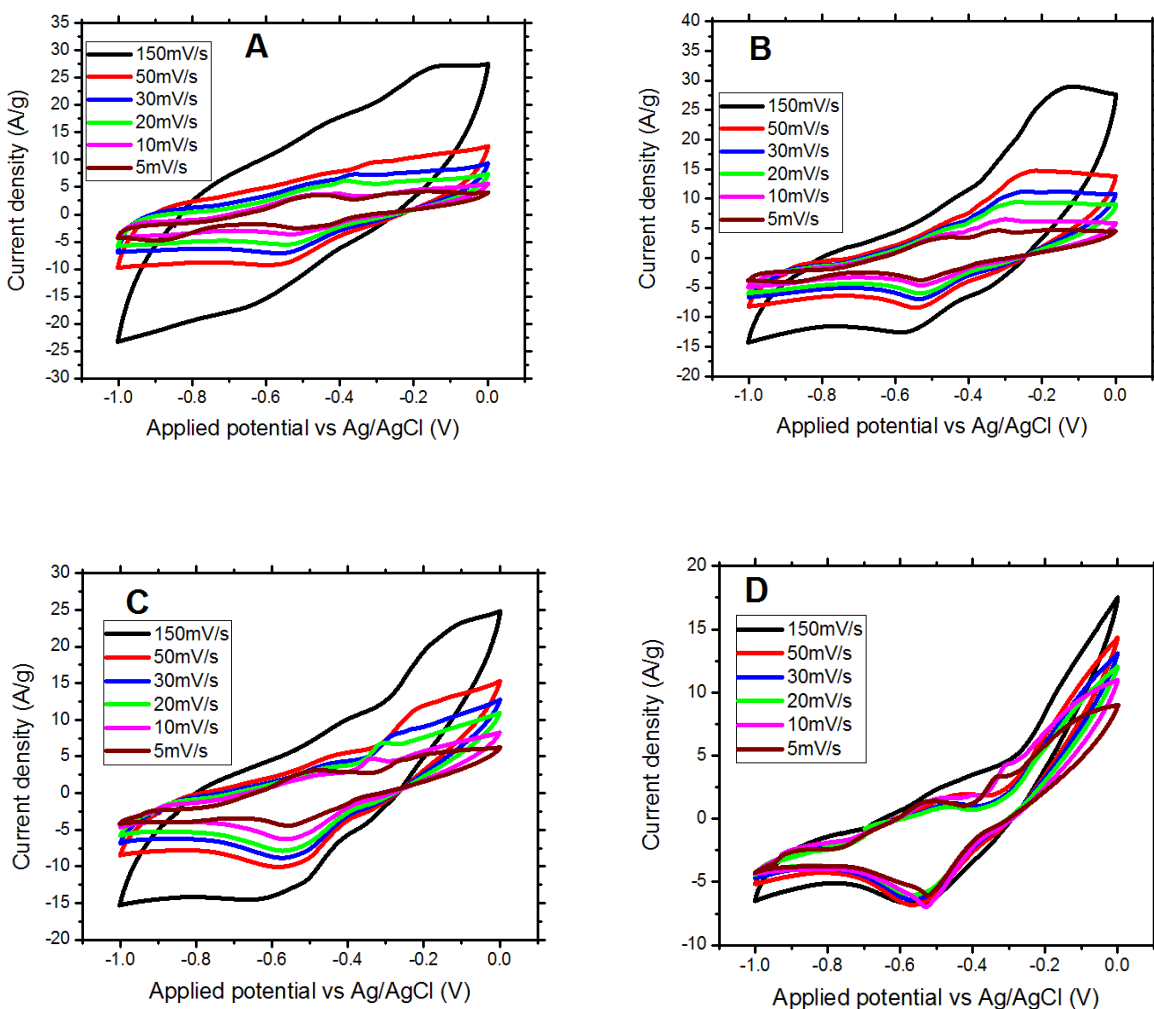 A
150mV/s
50mV/s
30mV/s
20mV/s
10mV/s
5mV/s
Current density (A/g)
35
30
25
20
15
10
5
0
-5
-10
-15
-20
-25
-30
-1.0 -0.8 -0.6 -0.4 -0.2 0.0
Applied potential vs Ag/AgCl (V)
B
150mV/s
50mV/s
30mV/s
20mV/s
10mV/s
5mV/s
Current density (A/g)
40
35
30
25
20
15
10
5
0
-5
-10
-15
-20
-1.0 -0.8 -0.6 -0.4 -0.2 0.0
Applied potential vs Ag/AgCl (V)
C
150mV/s
50mV/s
30mV/s
20mV/s
10mV/s
5mV/s
Current density (A/g)
30
25
20
15
10
5
0
-5
-10
-15
-20
-1.0 -0.8 -0.6 -0.4 -0.2 0.0
Applied potential vs Ag/AgCl (V)
D
150mV/s
50mV/s
30mV/s
20mV/s
10mV/s
5mV/s
Current density (A/g)
20
15
10
5
0
-5
-10
-1.0 -0.8 -0.6 -0.4 -0.2 0.0
Applied potential vs Ag/AgCl (V)